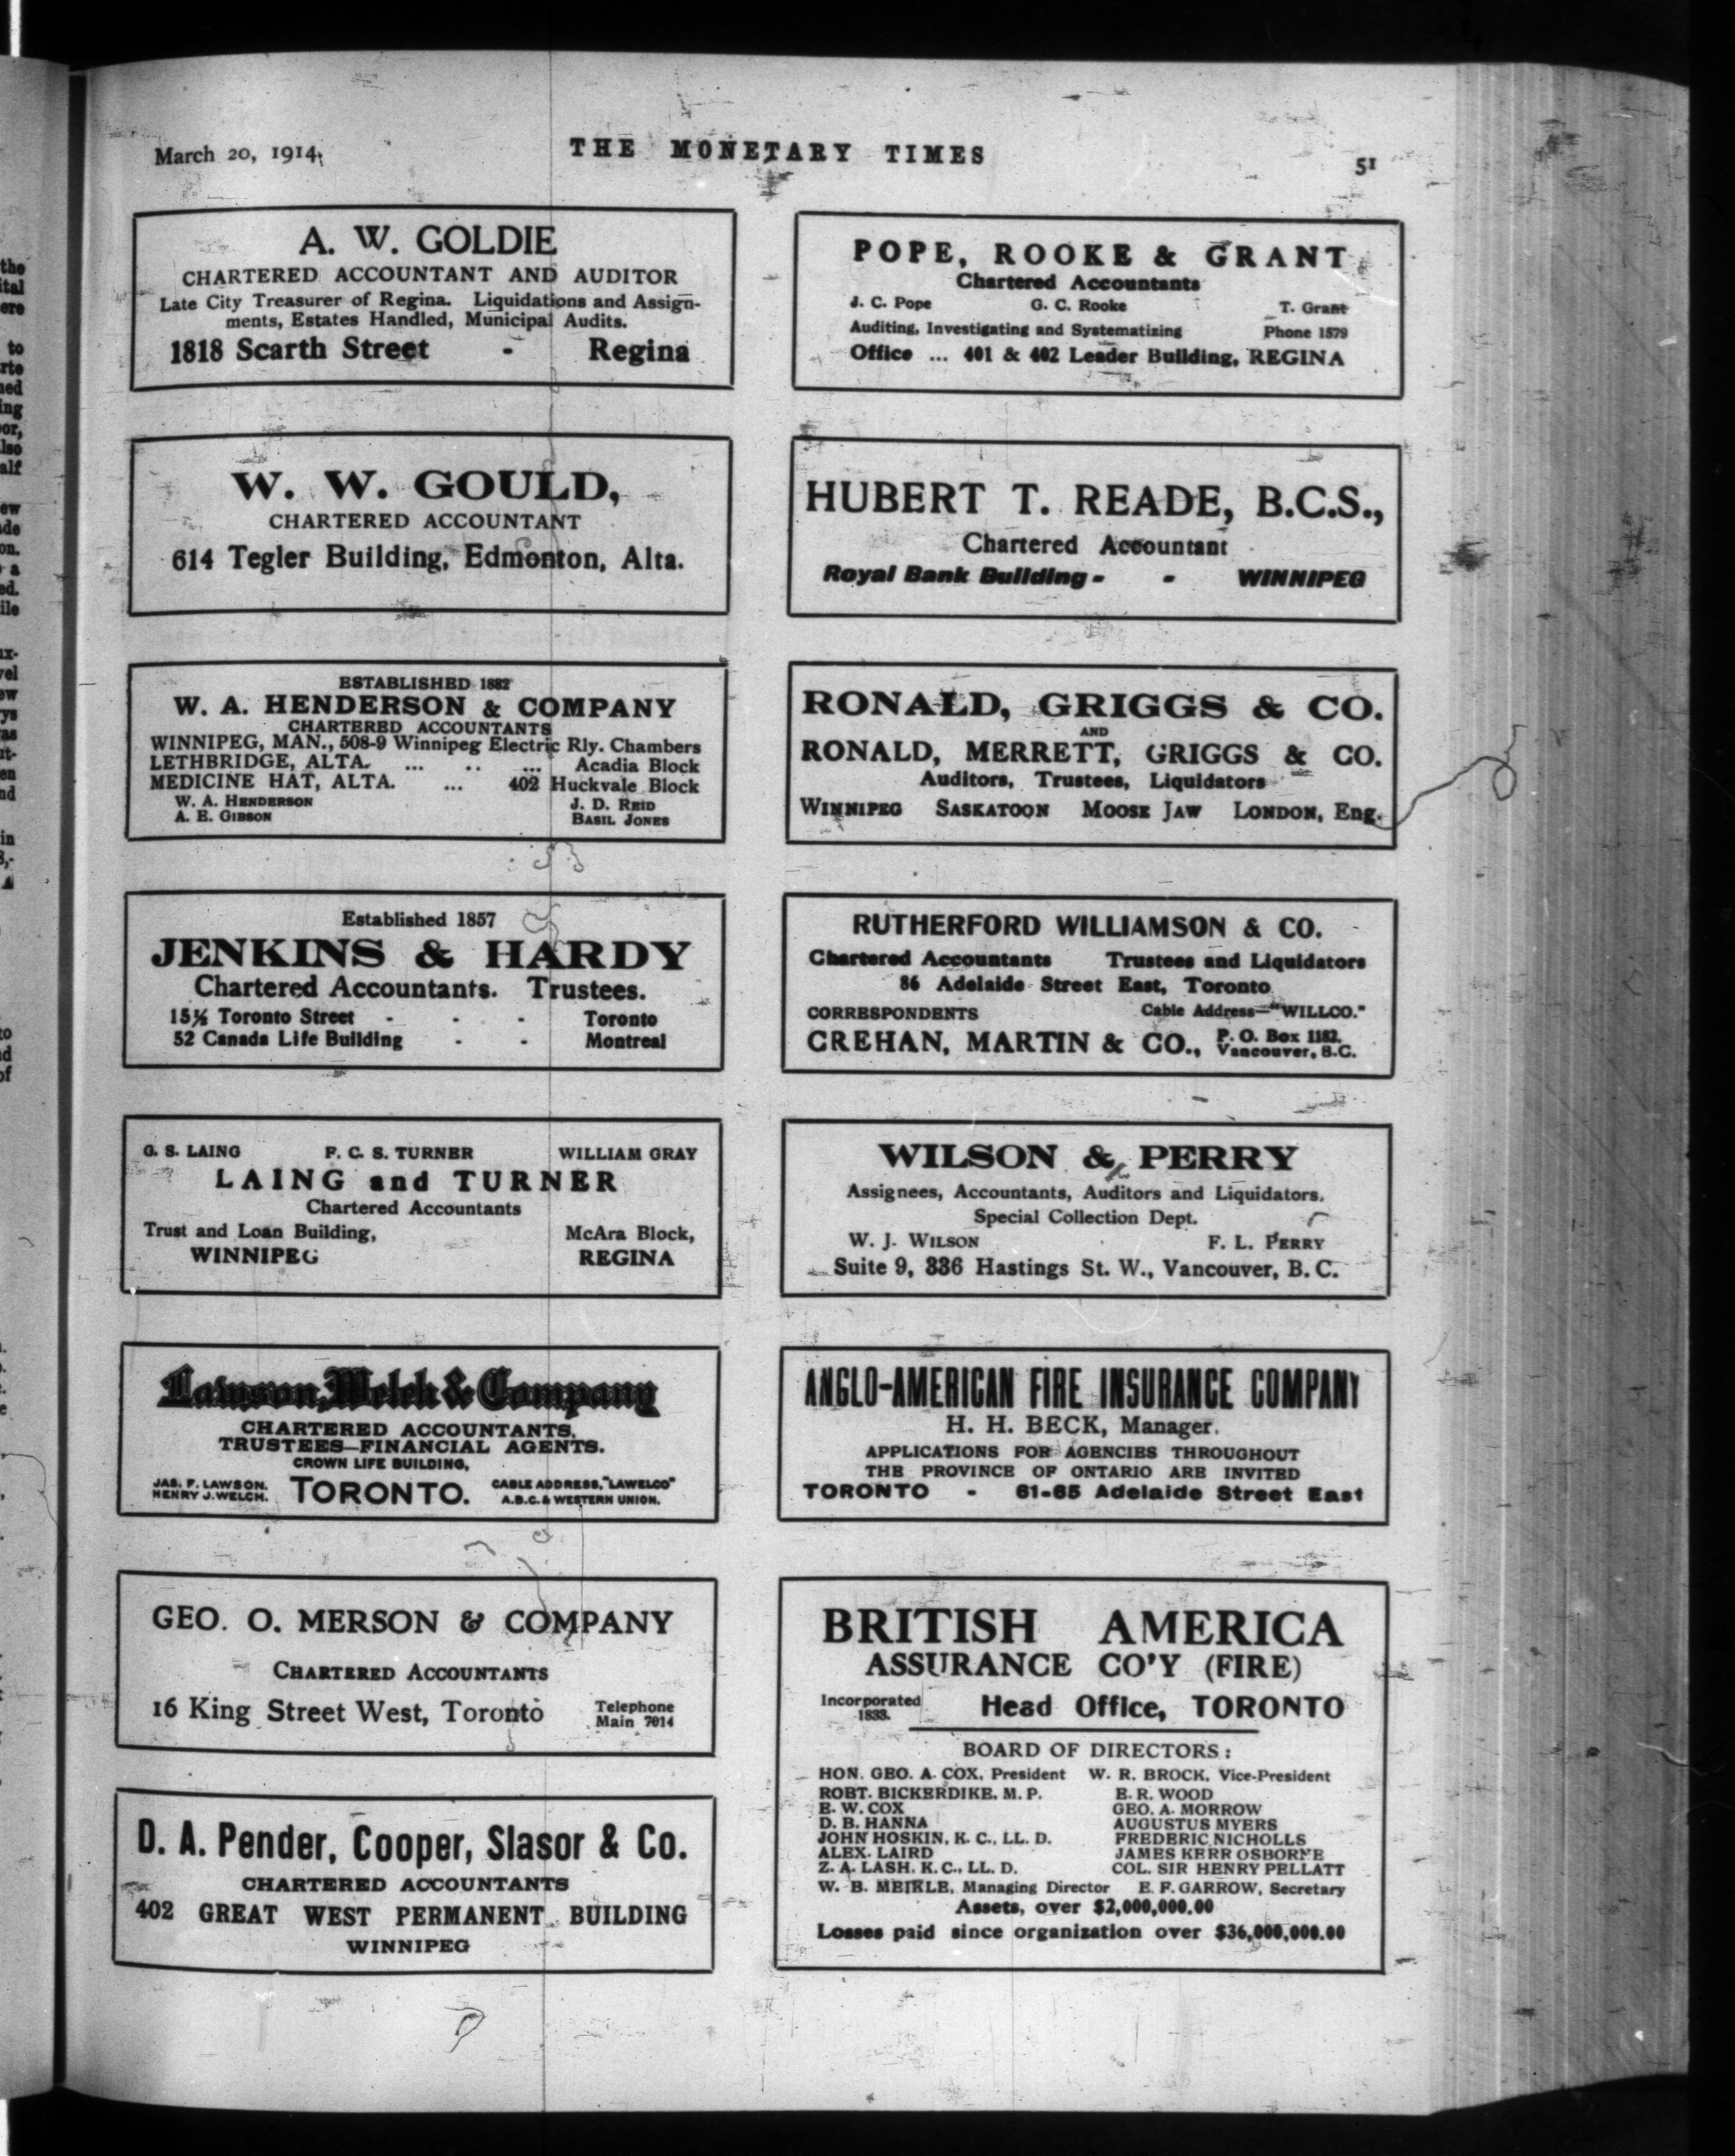 March 20, 1914.
THE MONETARY TIMES
51
A. W. GOLDIE
CHARTERED ACCOUNTANT AND AUDITOR
Late City Treasurer of Regina. Liquidations and Assign-
ments, Estates Handled, Municipal Audits.
1818 Scarth Street - Regina
W. W. GOULD,
CHARTERED ACCOUNTANT
614 Tegler Building, Edmonton, Alta.
ESTABLISHED 1882
W. A. HENDERSON & COMPANY
CHARTERED ACCOUNTANTS
WINNIPEG, MAN., 508-9 Winnipeg Electric Rly. Chambers
LETHBRIDGE, ALTA. ... .. ... Acadia Block
MEDICINE HAT, ALTA. ... 402 Huckvale Block
W. A. HENDERSON J. D. REID
A. E. GIBSON BASIL JONES
Established 1857
JENKINS & HARDY
Chartered Accountants. Trustees.
15½ Toronto Street - - - Toronto
52 Canada Life Building - - Montreal
G. S. LAING F. C. S. TURNER WILLIAM GRAY
LAING and TURNER
Chartered Accountants
Trust and Loan Building, McAra Block,
WINNIPEG REGINA
Lawson, Welch & Company
CHARTERED ACCOUNTANTS,
TRUSTEES—FINANCIAL AGENTS.
CROWN LIFE BUILDING,
JAS. F. LAWSON. HENRY J. WELCH. TORONTO. CABLE ADDRESS, "LAWELCO"
A.B.C. & WESTERN UNION.
GEO. O. MERSON & COMPANY
CHARTERED ACCOUNTANTS
16 King Street West, Toronto Telephone
Main 7014
D. A. Pender, Cooper, Slasor & Co.
CHARTERED ACCOUNTANTS
402 GREAT WEST PERMANENT BUILDING
WINNIPEG
POPE, ROOKE & GRANT
Chartered Accountants
J. C. Pope G. C. Rooke T. Grant
Auditing, Investigating and Systematizing Phone 1579
Office ... 401 & 402 Leader Building, REGINA
HUBERT T. READE, B.C.S.,
Chartered Accountant
Royal Bank Building - - WINNIPEG
RONALD, GRIGGS & CO.
AND
RONALD, MERRETT, GRIGGS & CO.
Auditors, Trustees, Liquidators
WINNIPEG SASKATOON MOOSE JAW LONDON, Eng.
RUTHERFORD WILLIAMSON & CO.
Chartered Accountants Trustees and Liquidators
86 Adelaide Street East, Toronto
CORRESPONDENTS Cable Address—"WILLCO."
CREHAN, MARTIN & CO., P. O. Box 1182,
Vancouver, B.C.
WILSON & PERRY
Assignees, Accountants, Auditors and Liquidators.
Special Collection Dept.
W. J. WILSON F. L. PERRY
Suite 9, 336 Hastings St. W., Vancouver, B. C.
ANGLO-AMERICAN FIRE INSURANCE COMPANY
H. H. BECK, Manager.
APPLICATIONS FOR AGENCIES THROUGHOUT
THE PROVINCE OF ONTARIO ARE INVITED
TORONTO - 61-65 Adelaide Street East
BRITISH AMERICA
ASSURANCE CO'Y (FIRE)
Incorporated 1833. Head Office, TORONTO
BOARD OF DIRECTORS:
HON. GEO. A. COX, President W. R. BROCK, Vice-President
ROBT. BICKERDIKE, M. P. E. R. WOOD
E. W. COX GEO. A. MORROW
D. B. HANNA AUGUSTUS MYERS
JOHN HOSKIN, K. C., LL. D. FREDERIC NICHOLLS
ALEX. LAIRD JAMES KERR OSBORNE
Z. A. LASH, K. C., LL. D. COL. SIR HENRY PELLATT
W. B. MEIKLE, Managing Director E. F. GARROW, Secretary
Assets, over $2,000,000.00
Losses paid since organization over $36,000,000.00